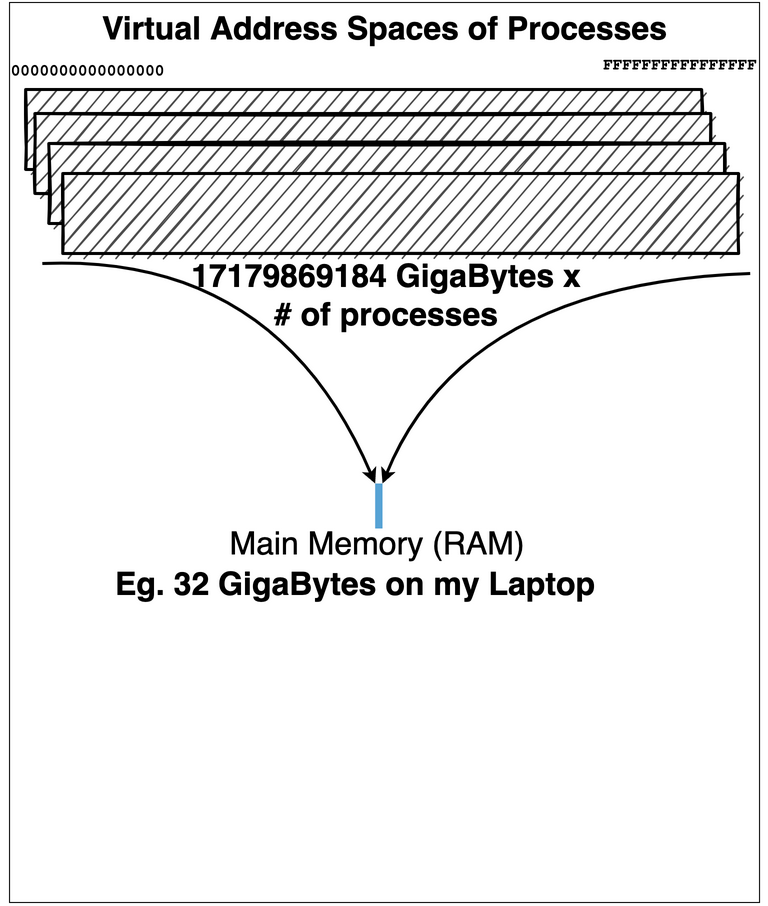 Virtual Address Spaces of Processes
0000000000000000
FFFFFFFFFFFFFFFF
17179869184 GigaBytes x
# of processes
Main Memory (RAM)
Eg. 32 GigaBytes on my Laptop